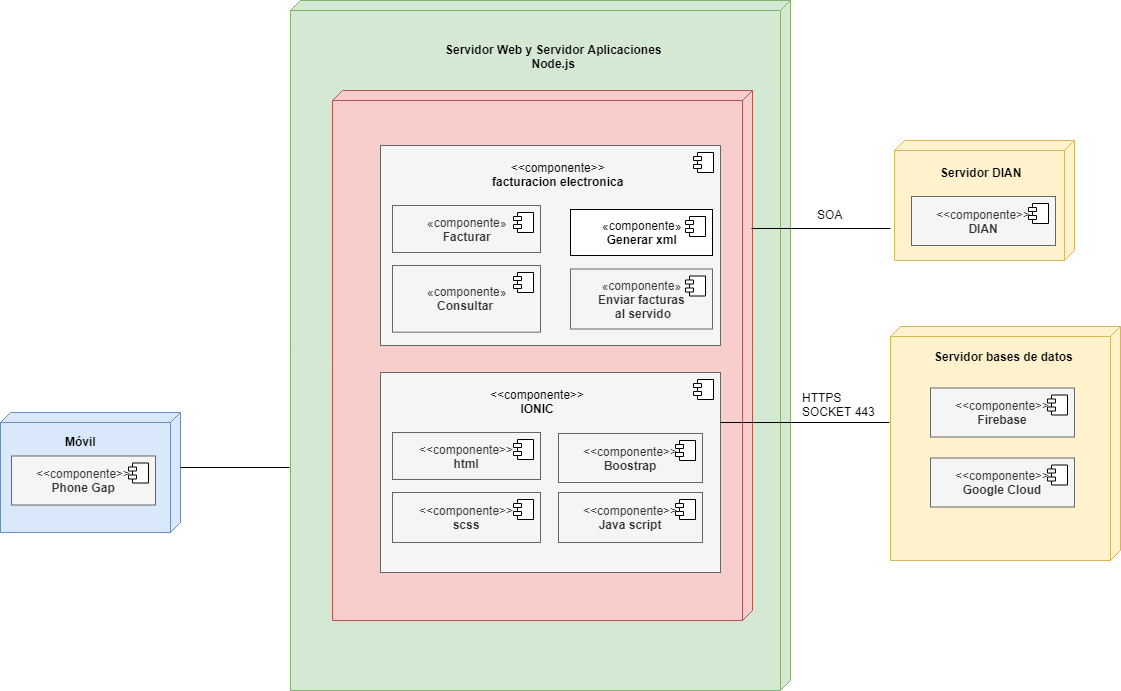 Servidor Web y Servidor Aplicaciones
Node.js
<<componente>>
facturacion electronica
«componente»
Facturar
«componente»
Generar xml
«componente»
Consultar
«componente»
Enviar facturas
al servido
<<componente>>
IONIC
<<componente>>
html
<<componente>>
Boostrap
<<componente>>
scss
<<componente>>
Java script
Móvil
<<componente>>
Phone Gap
SOA
HTTPS
SOCKET 443
Servidor DIAN
<<componente>>
DIAN
Servidor bases de datos
<<componente>>
Firebase
<<componente>>
Google Cloud